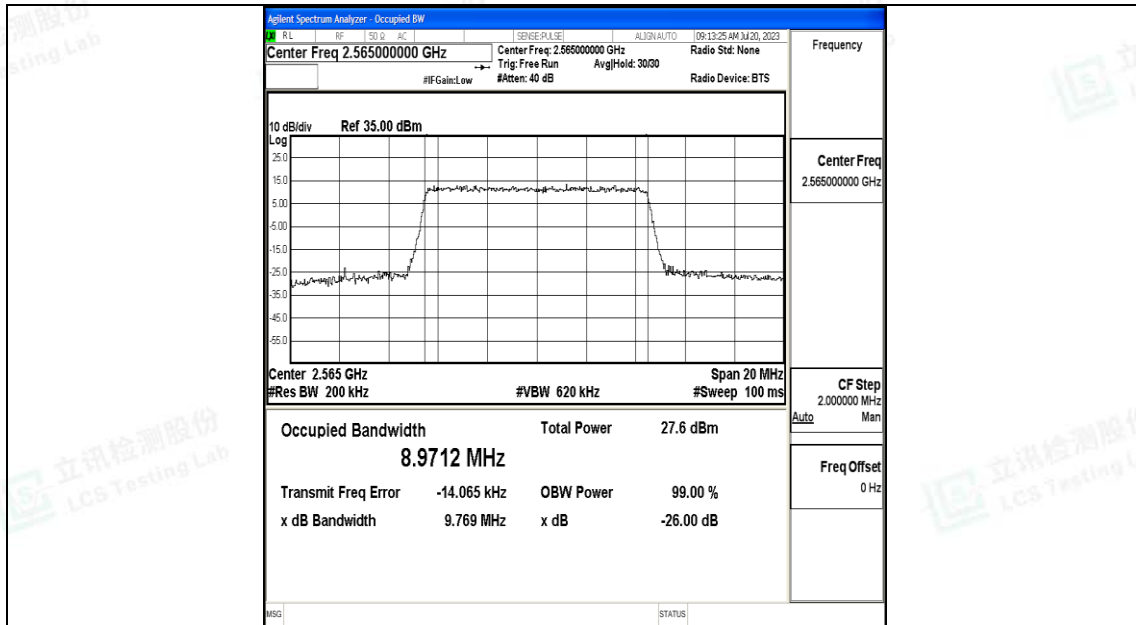 Agilent Spectrum Analyzer - Occupied BW
LXI RL RF 50 Ω AC SENSE:PULSE ALIGNAUTO 09:13:25 AM Jul 20, 2023
Center Freq 2.565000000 GHz
Center Freq: 2.565000000 GHz
Radio Std: None
Trig: Free Run Avg|Hold: 30/30
#IFGain:Low
#Atten: 40 dB
Radio Device: BTS
10 dB/div Ref 35.00 dBm
Log
25.0
15.0
5.00
-5.00
-15.0
-25.0
-35.0
-45.0
-55.0
Center 2.565 GHz Span 20 MHz
#Res BW 200 kHz #VBW 620 kHz #Sweep 100 ms
Occupied Bandwidth Total Power 27.6 dBm
8.9712 MHz
Transmit Freq Error -14.065 kHz OBW Power 99.00 %
x dB Bandwidth 9.769 MHz x dB -26.00 dB
MSG STATUS
Frequency
Center Freq
2.565000000 GHz
CF Step
2.000000 MHz
Auto Man
Freq Offset
0 Hz
立讯检测股份
LCS Testing Lab